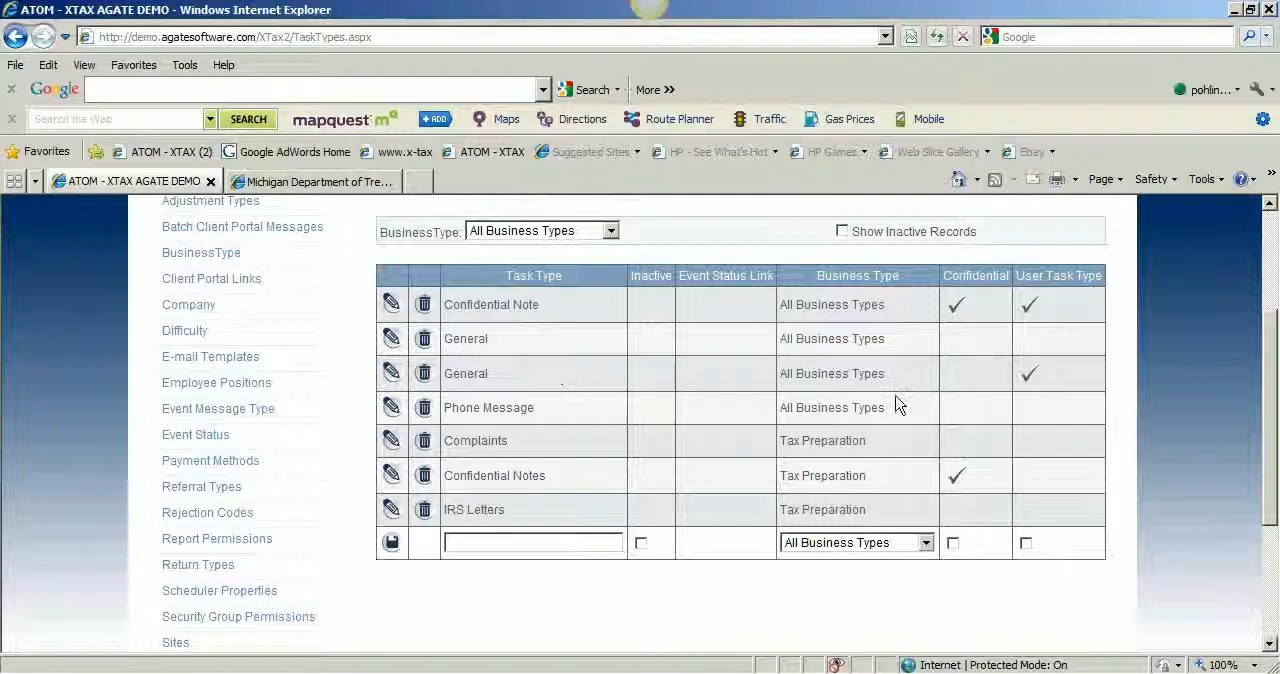 ATOM - XTAX AGATE DEMO - Windows Internet Explorer
http://demo.agatesoftware.com/XTax2/TaskTypes.aspx
Google
File Edit View Favorites Tools Help
Google Search More »
pohlin...
Search the Web SEARCH mapquest m + ADD Maps Directions Route Planner Traffic Gas Prices Mobile
Favorites ATOM - XTAX (2) Google AdWords Home www.x-tax ATOM - XTAX Suggested Sites HP - See What's Hot HP Games Web Slice Gallery Ebay
ATOM - XTAX AGATE DEMO Michigan Department of Tre... Page Safety Tools
Adjustment Types
Batch Client Portal Messages
BusinessType
Client Portal Links
Company
Difficulty
E-mail Templates
Employee Positions
Event Message Type
Event Status
Payment Methods
Referral Types
Rejection Codes
Report Permissions
Return Types
Scheduler Properties
Security Group Permissions
Sites
BusinessType: All Business Types Show Inactive Records
Task Type Inactive Event Status Link Business Type Confidential User Task Type
Confidential Note All Business Types
General All Business Types
General All Business Types
Phone Message All Business Types
Complaints Tax Preparation
Confidential Notes Tax Preparation
IRS Letters Tax Preparation
All Business Types
Internet | Protected Mode: On 100%